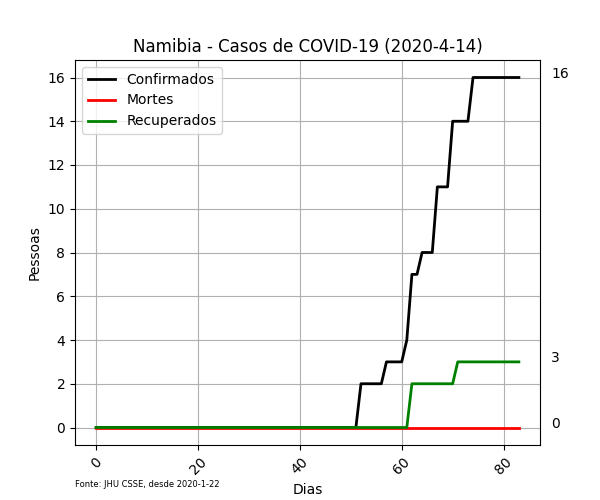 Namibia - Casos de COVID-19 (2020-4-14)
Confirmados
Mortes
Recuperados
16
14
12
10
8
6
4
2
0
Pessoas
16
3
0
0
20
40
60
80
Dias
Fonte: JHU CSSE, desde 2020-1-22